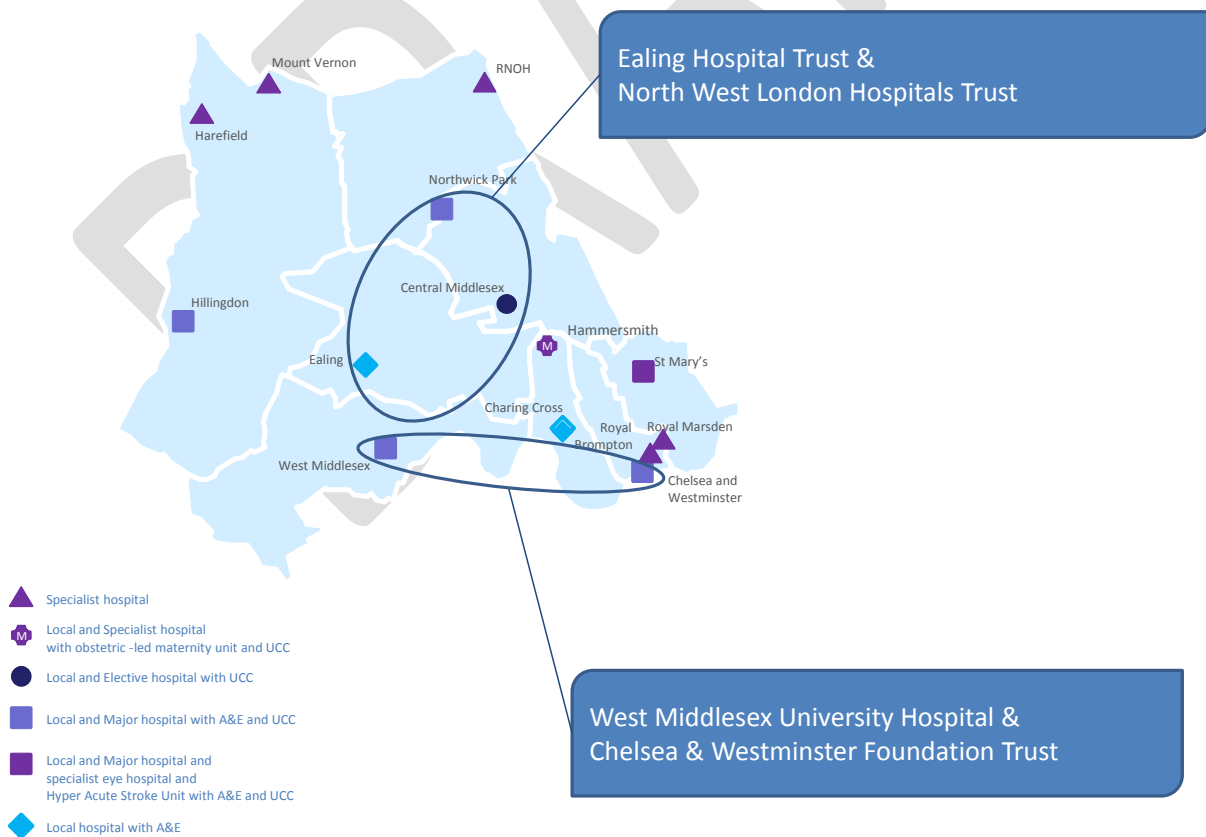 Ealing Hospital Trust &
North West London Hospitals Trust
Mount Vernon
RNOH
Harefield
Northwick Park
Central Middlesex
Hillingdon
Hammersmith
M
Ealing
St Mary's
Charing Cross
Royal
Brompton
Royal Marsden
West Middlesex
Chelsea and
Westminster
Specialist hospital
M
Local and Specialist hospital
with obstetric -led maternity unit and UCC
Local and Elective hospital with UCC
Local and Major hospital with A&E and UCC
Local and Major hospital and
specialist eye hospital and
Hyper Acute Stroke Unit with A&E and UCC
Local hospital with A&E
West Middlesex University Hospital &
Chelsea & Westminster Foundation Trust